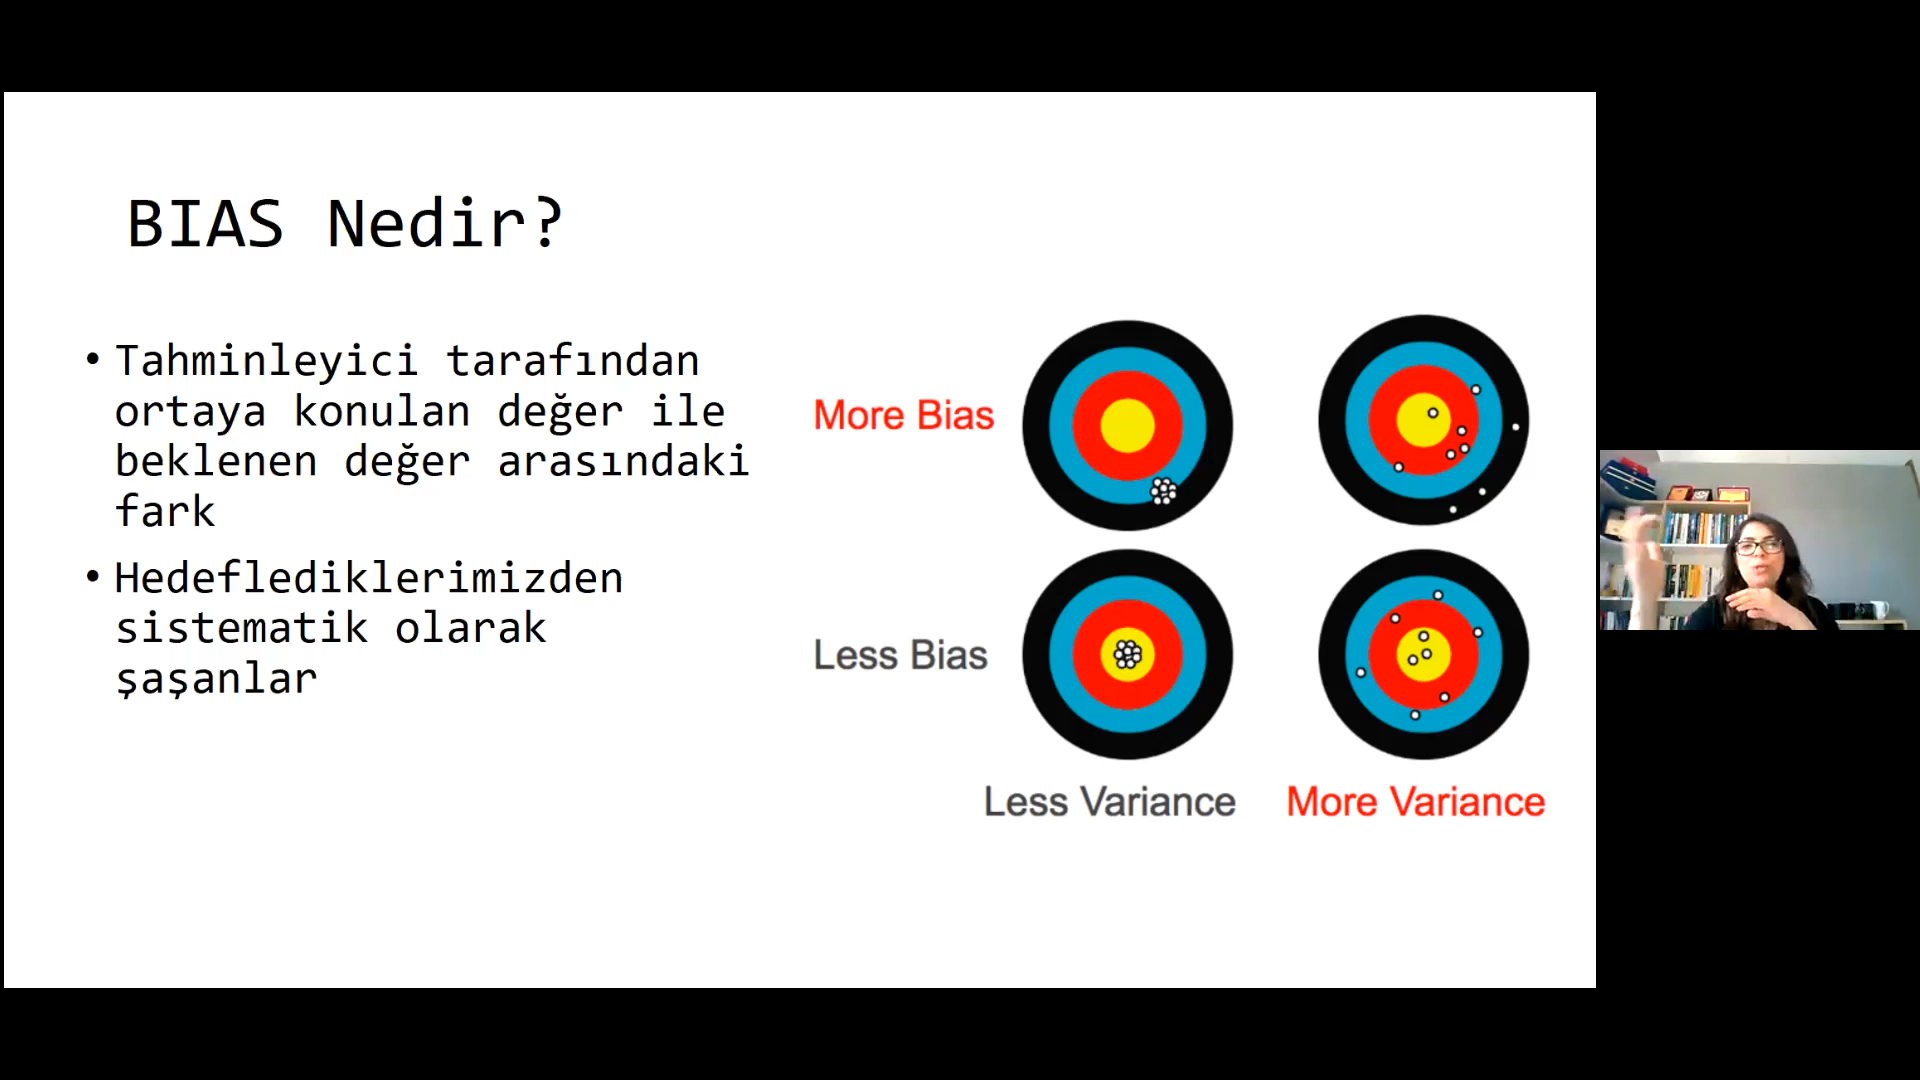 BIAS Nedir?
• Tahminleyici tarafından
ortaya konulan değer ile
beklenen değer arasındaki
fark
• Hedeflediklerimizden
sistematik olarak
şaşanlar
More Bias
Less Bias
Less Variance
More Variance